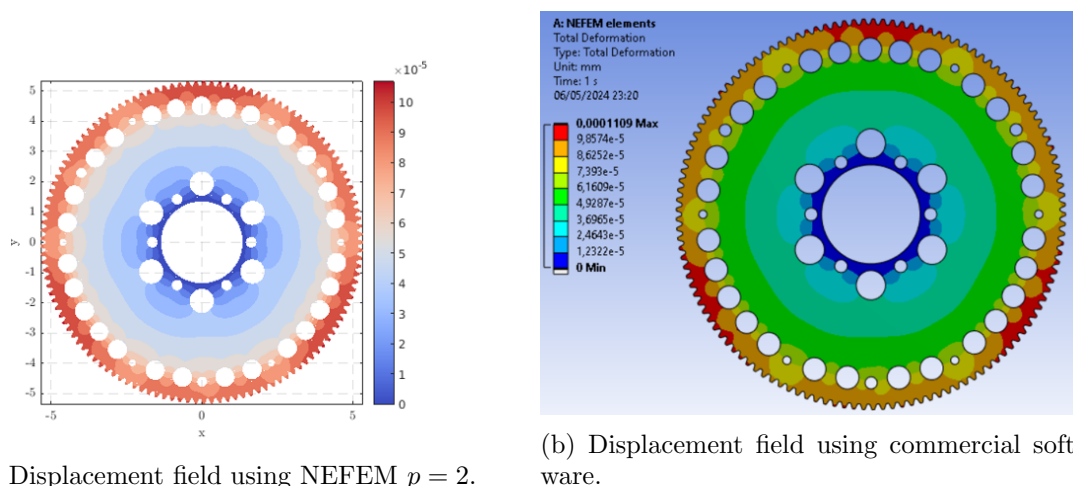 ×10⁻⁵
10
9
8
7
6
5
4
3
2
1
0
5
4
3
2
1
0
-1
-2
-3
-4
-5
y
-5
0
5
x
Displacement field using NEFEM p = 2.
A: NEFEM elements
Total Deformation
Type: Total Deformation
Unit: mm
Time: 1 s
06/05/2024 23:20
0,0001109 Max
9,8574e-5
8,6252e-5
7,393e-5
6,1609e-5
4,9287e-5
3,6965e-5
2,4643e-5
1,2322e-5
0 Min
(b) Displacement field using commercial soft
ware.